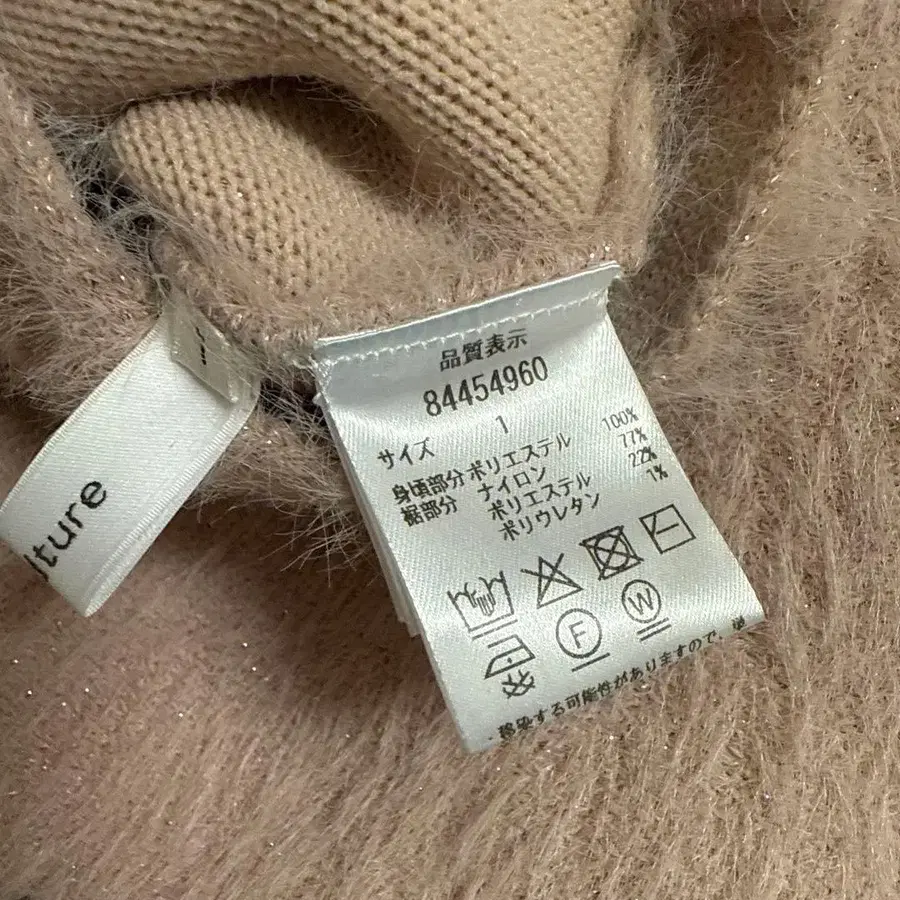 品質表示
84454960
サイズ 1
身頃部分 ポリエステル 100%
裾部分 ナイロン 77%
ポリエステル 22%
ポリウレタン 1%
F W
・移染する可能性がありますので、単
lture